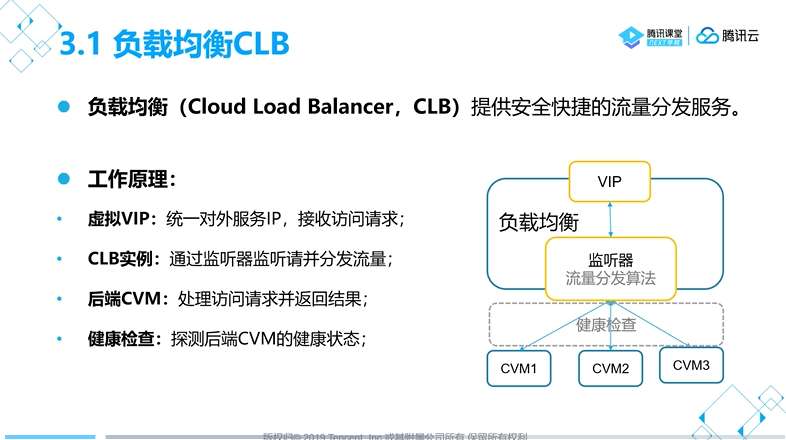 3.1 负载均衡CLB
腾讯课堂
NEXT学院
腾讯云
负载均衡（Cloud Load Balancer，CLB）提供安全快捷的流量分发服务。
工作原理：
虚拟VIP：统一对外服务IP，接收访问请求；
CLB实例：通过监听器监听请并分发流量；
后端CVM：处理访问请求并返回结果；
健康检查：探测后端CVM的健康状态；
VIP
负载均衡
监听器
流量分发算法
健康检查
CVM1
CVM2
CVM3
版权归© 2019 Tencent, Inc.或其附属公司所有 保留所有权利